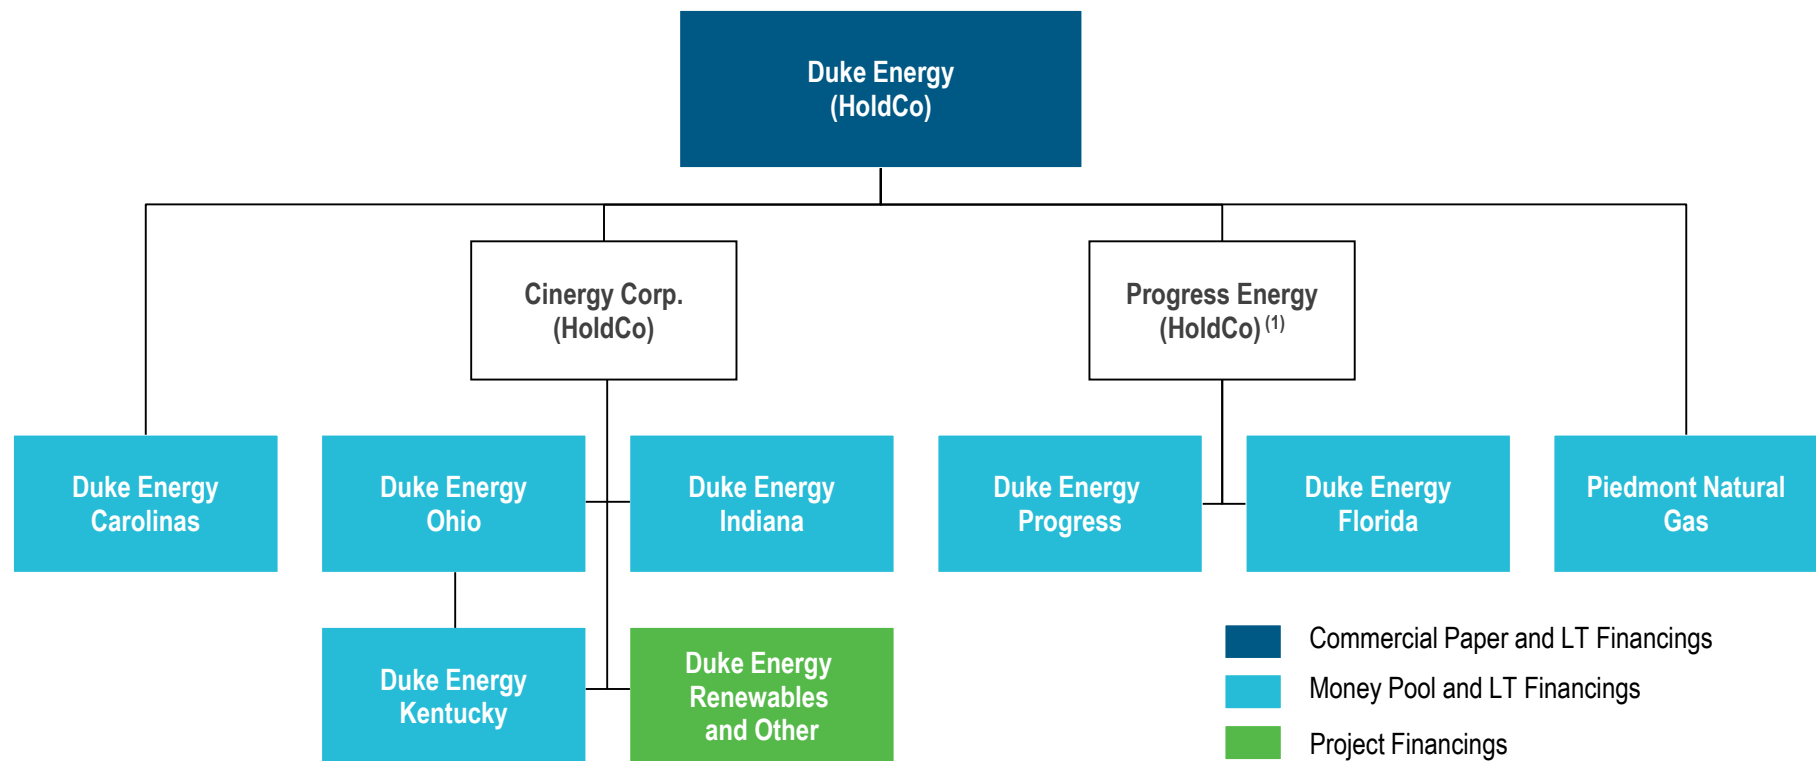 Duke Energy
(HoldCo)
Cinergy Corp.
(HoldCo)
Progress Energy
(HoldCo) (1)
Duke Energy
Carolinas
Duke Energy
Ohio
Duke Energy
Indiana
Duke Energy
Progress
Duke Energy
Florida
Piedmont Natural
Gas
Duke Energy
Kentucky
Duke Energy
Renewables
and Other
Commercial Paper and LT Financings
Money Pool and LT Financings
Project Financings